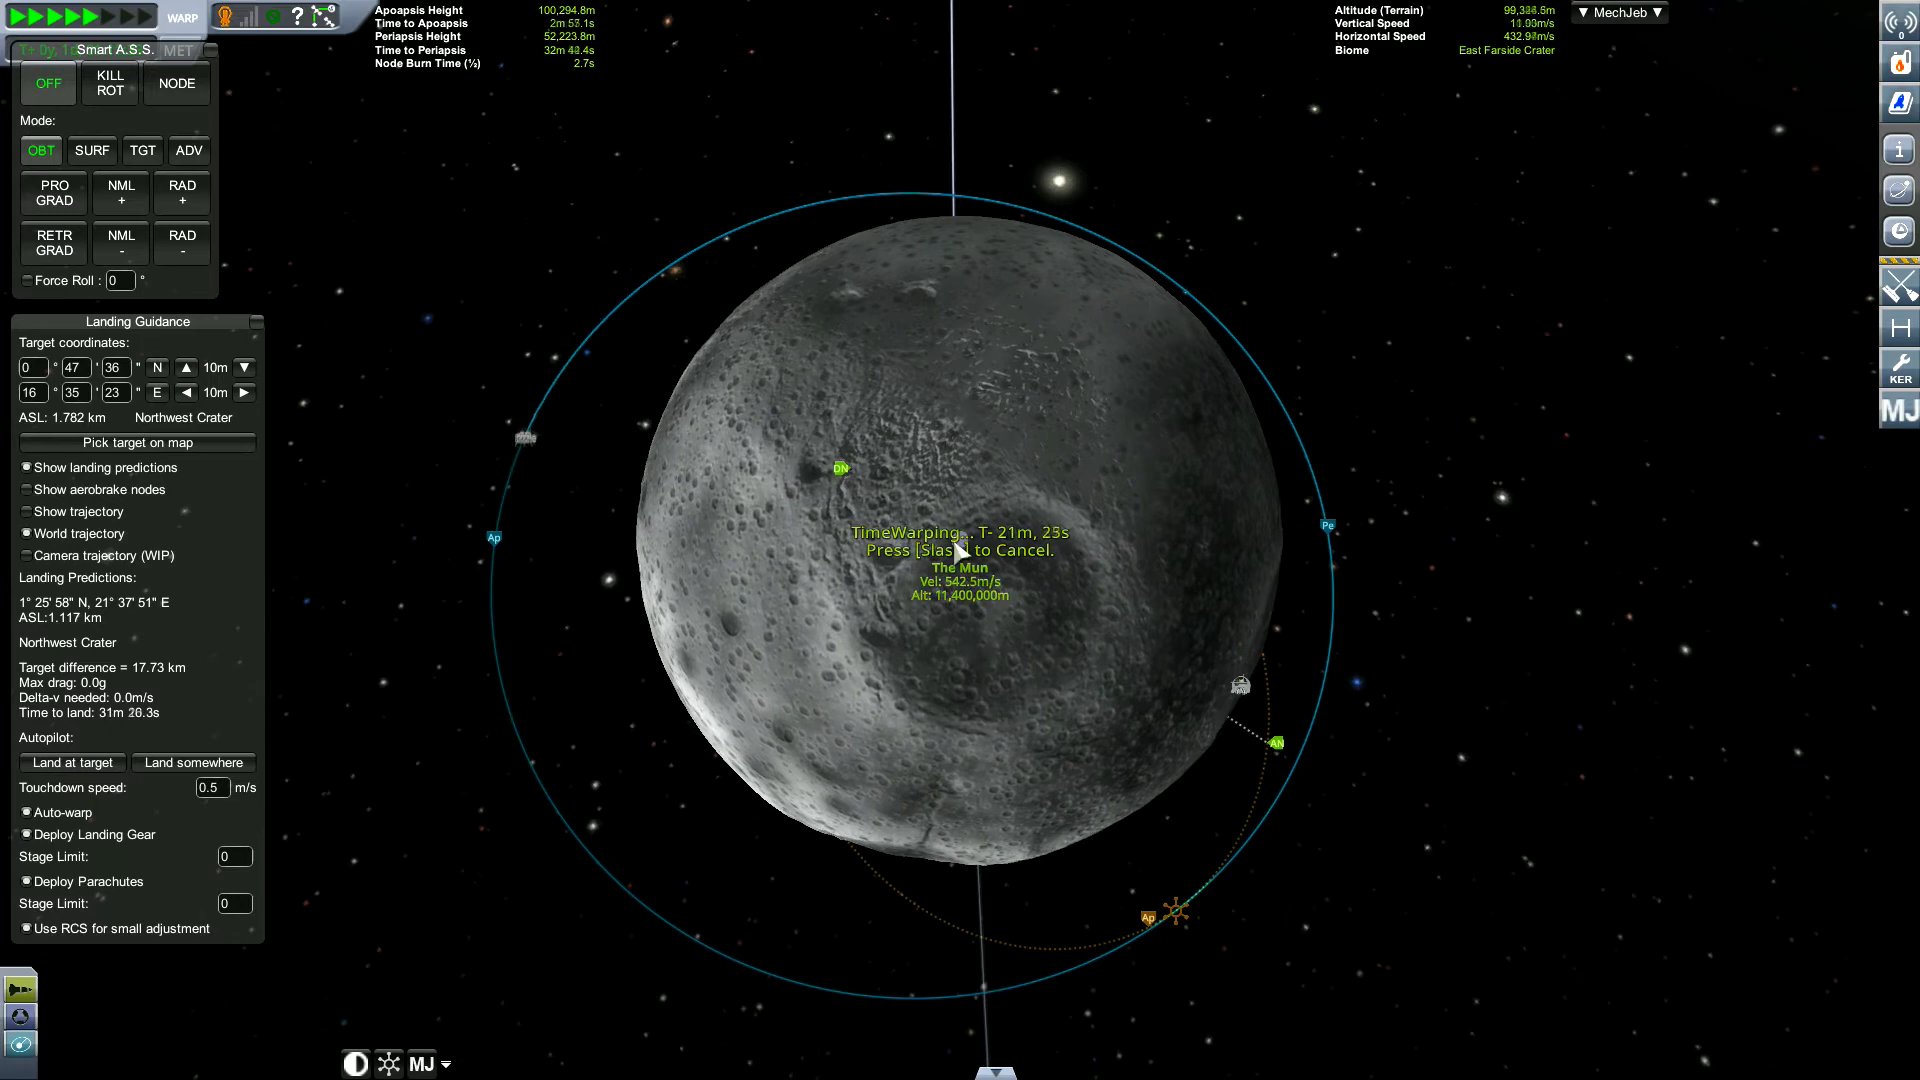 WARP
Smart A.S.S.
MET
OFF
KILL ROT
NODE
Mode:
OBT SURF TGT ADV
PRO GRAD
NML +
RAD +
RETR GRAD
NML -
RAD -
Force Roll : 0 °
Landing Guidance
Target coordinates:
0 ° 47 ' 36 " N ▲ 10m ▼
16 ° 35 ' 23 " E ◀ 10m ▶
ASL: 1.782 km Northwest Crater
Pick target on map
Show landing predictions
Show aerobrake nodes
Show trajectory
World trajectory
Camera trajectory (WIP)
Landing Predictions:
1° 25' 58" N, 21° 37' 51" E
ASL:1.117 km
Northwest Crater
Target difference = 17.73 km
Max drag: 0.0g
Delta-v needed: 0.0m/s
Time to land: 31m 3s
Autopilot:
Land at target Land somewhere
Touchdown speed: 0.5 m/s
Auto-warp
Deploy Landing Gear
Stage Limit: 0
Deploy Parachutes
Stage Limit: 0
Use RCS for small adjustment
Apoapsis Height 100,294.8m
Time to Apoapsis 2m
Periapsis Height 52,223.8m
Time to Periapsis 32m
Node Burn Time (½) 2.7s
Altitude (Terrain)
Vertical Speed
Horizontal Speed
Biome East Farside Crater
▼ MechJeb ▼
0
KER
MJ
DN
Ap
Pe
TimeWarping... T- 21m,
Press [Slash] to Cancel.
The Mun
Vel: 542.5m/s
Alt: 11,400,000m
AN
Ap
MJ